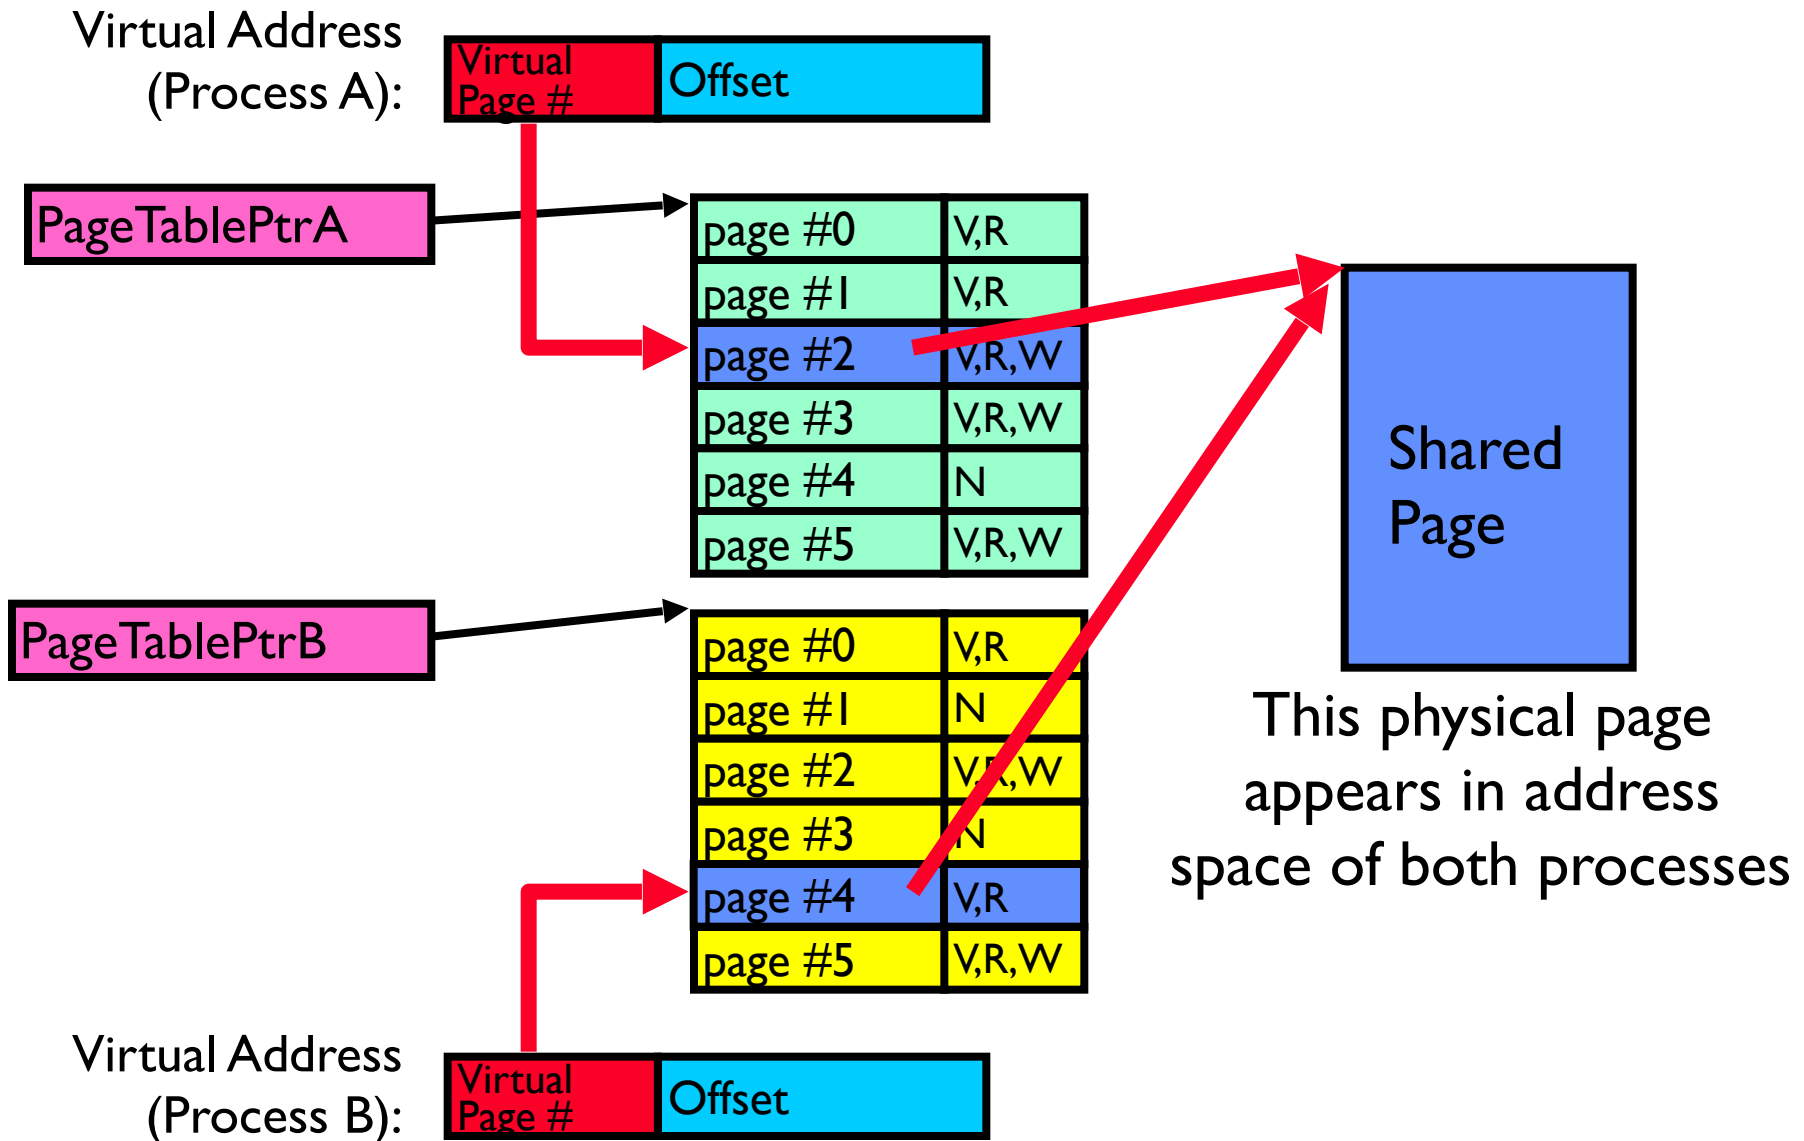 Virtual Address
(Process A):
Virtual
Page #
Offset
PageTablePtrA
page #0 V,R
page #1 V,R
page #2 V,R,W
page #3 V,R,W
page #4 N
page #5 V,R,W
Shared
Page
PageTablePtrB
page #0 V,R
page #1 N
page #2 V,R,W
page #3 N
page #4 V,R
page #5 V,R,W
This physical page
appears in address
space of both processes
Virtual Address
(Process B):
Virtual
Page #
Offset